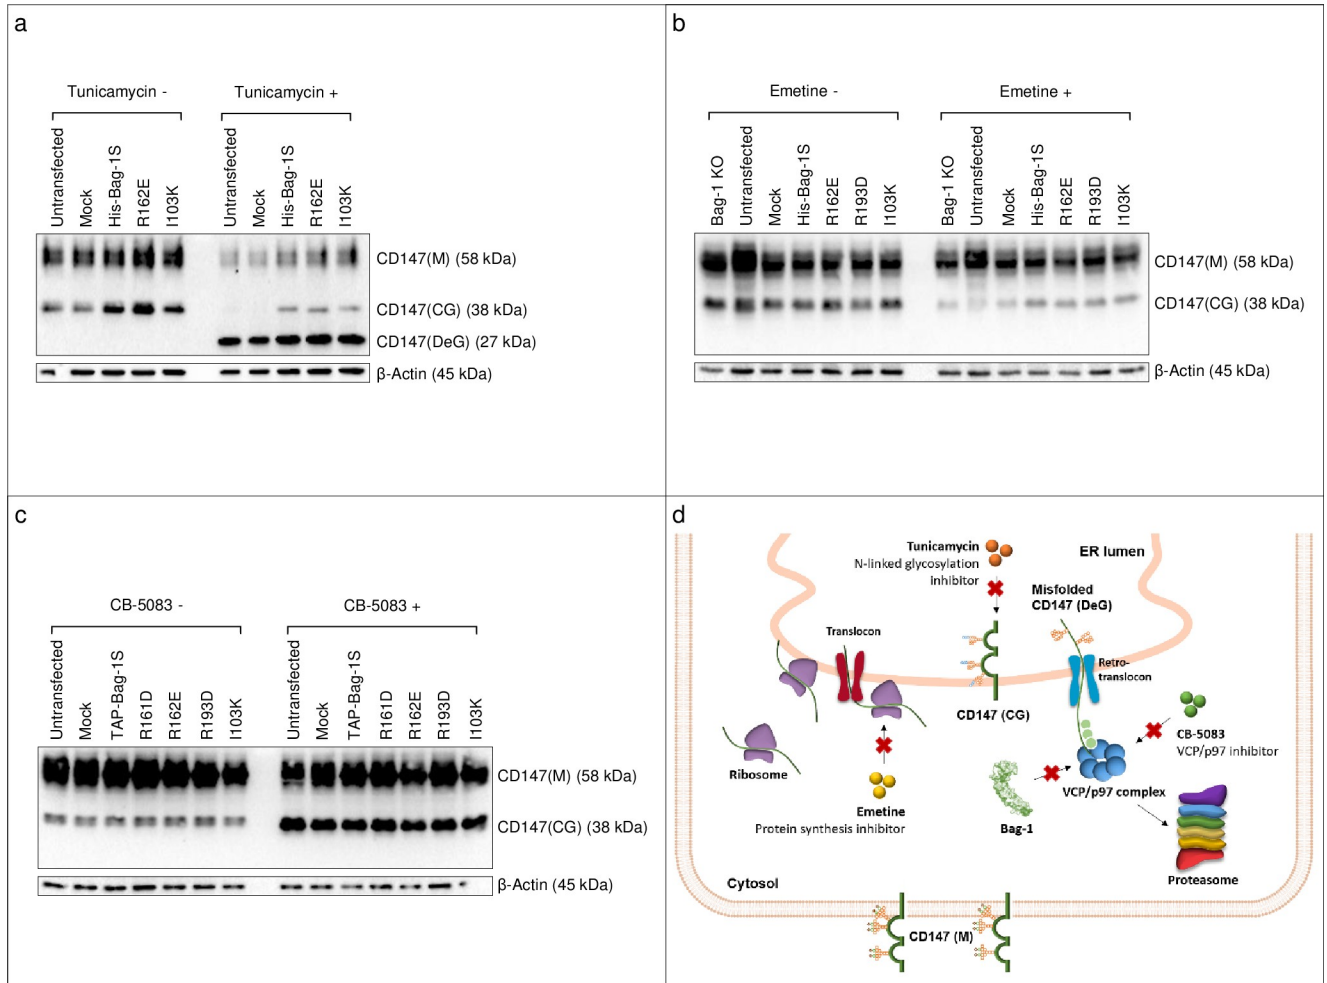 a
Tunicamycin -
Tunicamycin +
Untransfected
Mock
His-Bag-1S
R162E
I103K
Untransfected
Mock
His-Bag-1S
R162E
I103K
CD147(M) (58 kDa)
CD147(CG) (38 kDa)
CD147(DeG) (27 kDa)
β-Actin (45 kDa)
b
Emetine -
Emetine +
Bag-1 KO
Untransfected
Mock
His-Bag-1S
R162E
R193D
I103K
Bag-1 KO
Untransfected
Mock
His-Bag-1S
R162E
R193D
I103K
CD147(M) (58 kDa)
CD147(CG) (38 kDa)
β-Actin (45 kDa)
c
CB-5083 -
CB-5083 +
Untransfected
Mock
TAP-Bag-1S
R161D
R162E
R193D
I103K
Untransfected
Mock
TAP-Bag-1S
R161D
R162E
R193D
I103K
CD147(M) (58 kDa)
CD147(CG) (38 kDa)
β-Actin (45 kDa)
d
Tunicamycin
N-linked glycosylation
inhibitor
ER lumen
Misfolded
CD147 (DeG)
Translocon
Retro-
translocon
CD147 (CG)
CB-5083
VCP/p97 inhibitor
Ribosome
VCP/p97 complex
Emetine
Protein synthesis inhibitor
Bag-1
Proteasome
Cytosol
CD147 (M)